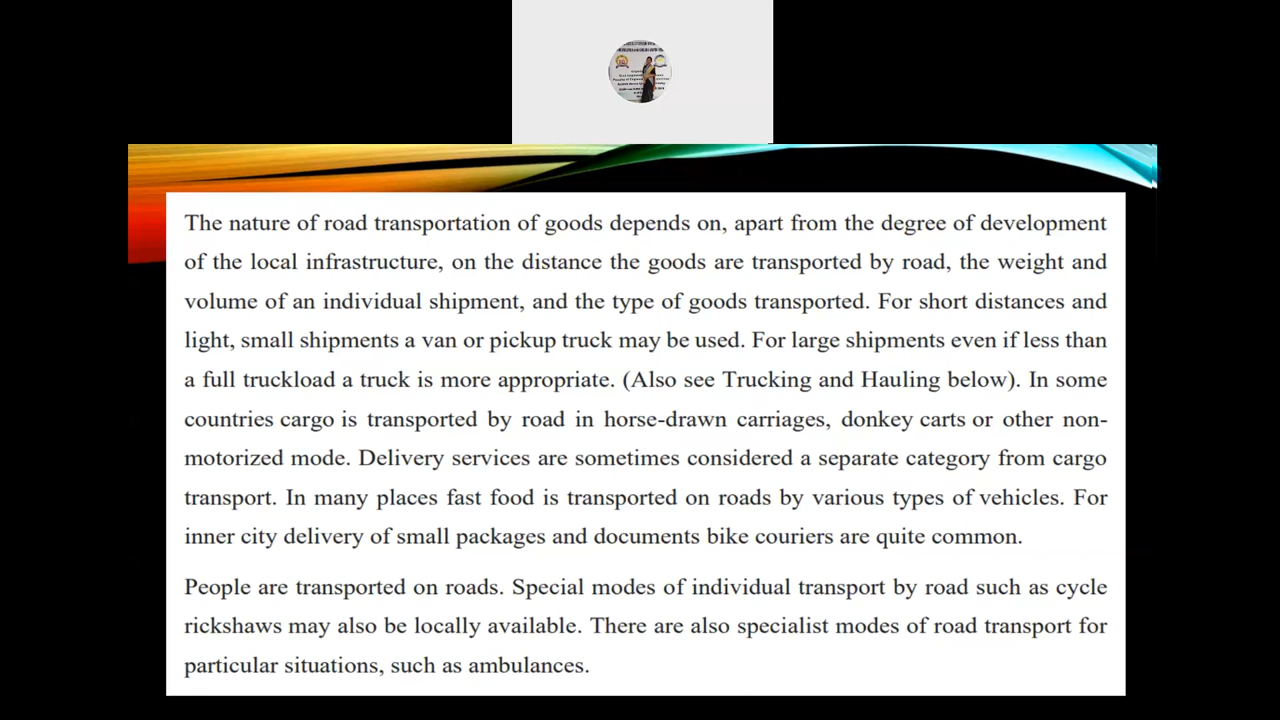 The nature of road transportation of goods depends on, apart from the degree of development
of the local infrastructure, on the distance the goods are transported by road, the weight and
volume of an individual shipment, and the type of goods transported. For short distances and
light, small shipments a van or pickup truck may be used. For large shipments even if less than
a full truckload a truck is more appropriate. (Also see Trucking and Hauling below). In some
countries cargo is transported by road in horse-drawn carriages, donkey carts or other non-
motorized mode. Delivery services are sometimes considered a separate category from cargo
transport. In many places fast food is transported on roads by various types of vehicles. For
inner city delivery of small packages and documents bike couriers are quite common.
People are transported on roads. Special modes of individual transport by road such as cycle
rickshaws may also be locally available. There are also specialist modes of road transport for
particular situations, such as ambulances.